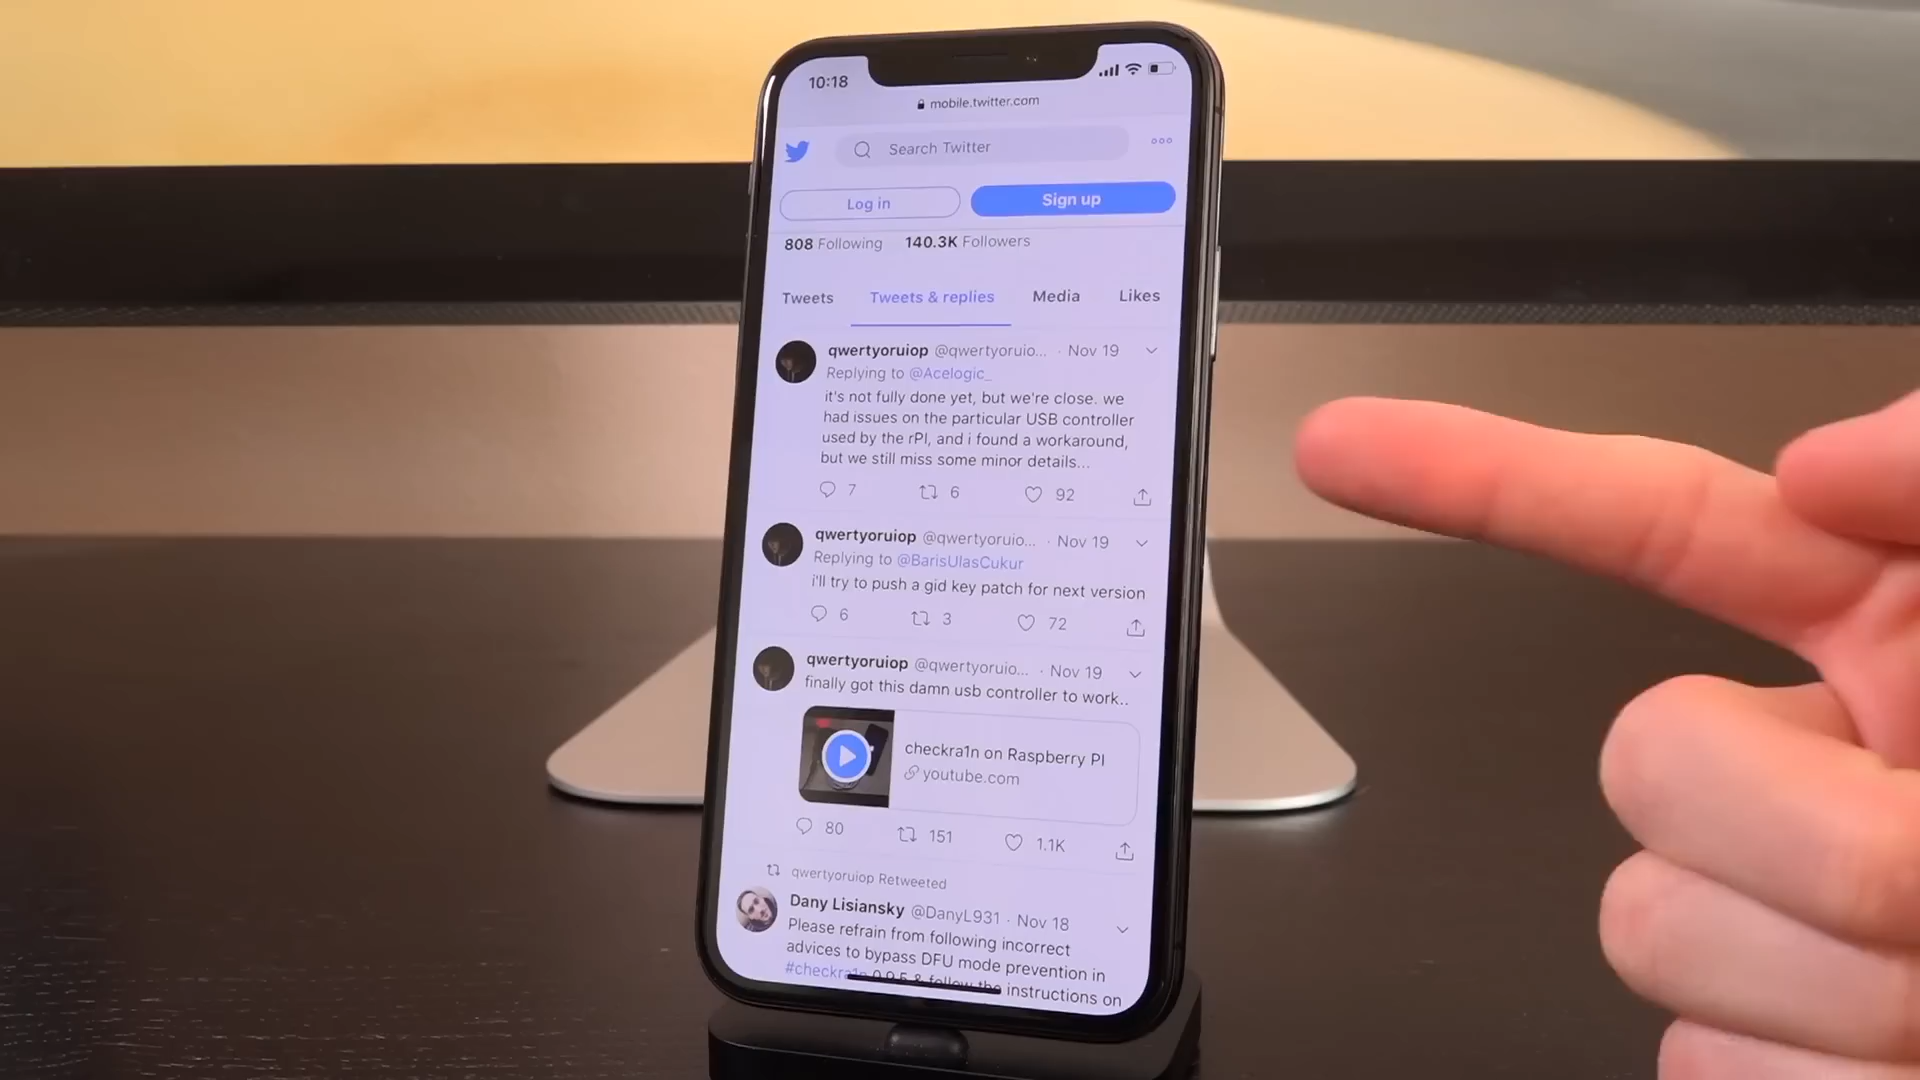 10:18
mobile.twitter.com
Search Twitter
Log in
Sign up
808 Following 140.3K Followers
Tweets Tweets & replies Media Likes
qwertyoruiop @qwertyoruio... · Nov 19
Replying to @Acelogic_
it's not fully done yet, but we're close. we
had issues on the particular USB controller
used by the rPI, and i found a workaround,
but we still miss some minor details...
7 6 92
qwertyoruiop @qwertyoruio... · Nov 19
Replying to @BarisUlasCukur
i'll try to push a gid key patch for next version
6 3 72
qwertyoruiop @qwertyoruio... · Nov 19
finally got this damn usb controller to work..
checkra1n on Raspberry PI
youtube.com
80 151 1.1K
qwertyoruiop Retweeted
Dany Lisiansky @DanyL931 · Nov 18
Please refrain from following incorrect
advices to bypass DFU mode prevention in
#checkra1n 0.9.5 & follow the instructions on